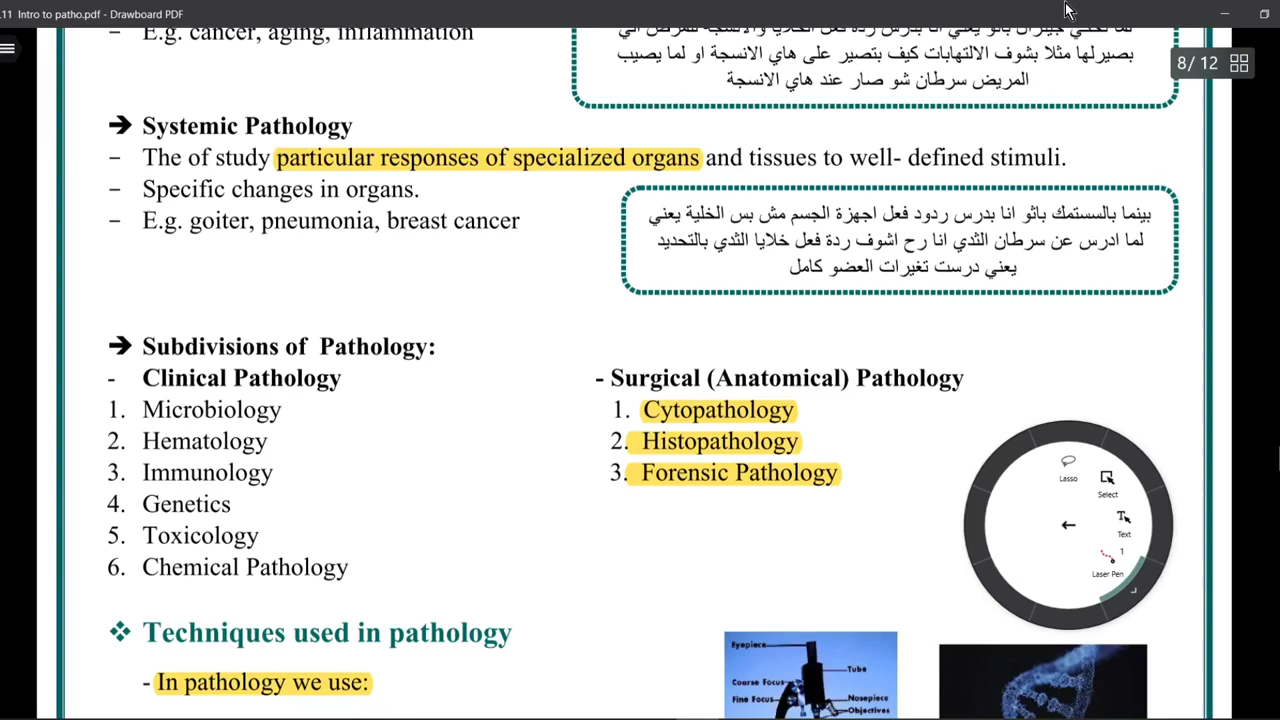 .11 Intro to patho.pdf - Drawboard PDF
8/ 12
– E.g. cancer, aging, inflammation
بصيرلها مثلا بشوف الالتهابات كيف بتصير على هاي الانسجة او لما يصيب
المريض سرطان شو صار عند هاي الانسجة
➔ Systemic Pathology
– The of study particular responses of specialized organs and tissues to well- defined stimuli.
– Specific changes in organs.
– E.g. goiter, pneumonia, breast cancer
بينما بالسستمك باثو انا بدرس ردود فعل اجهزة الجسم مش بس الخلية يعني
لما ادرس عن سرطان الثدي انا رح اشوف ردة فعل خلايا الثدي بالتحديد
يعني درست تغيرات العضو كامل
➔ Subdivisions of Pathology:
- Clinical Pathology
1. Microbiology
2. Hematology
3. Immunology
4. Genetics
5. Toxicology
6. Chemical Pathology
- Surgical (Anatomical) Pathology
1. Cytopathology
2. Histopathology
3. Forensic Pathology
Lasso
Select
Text
1
Laser Pen
❖ Techniques used in pathology
- In pathology we use:
Eyepiece
Tube
Coarse Focus
Fine Focus
Nosepiece
Objectives